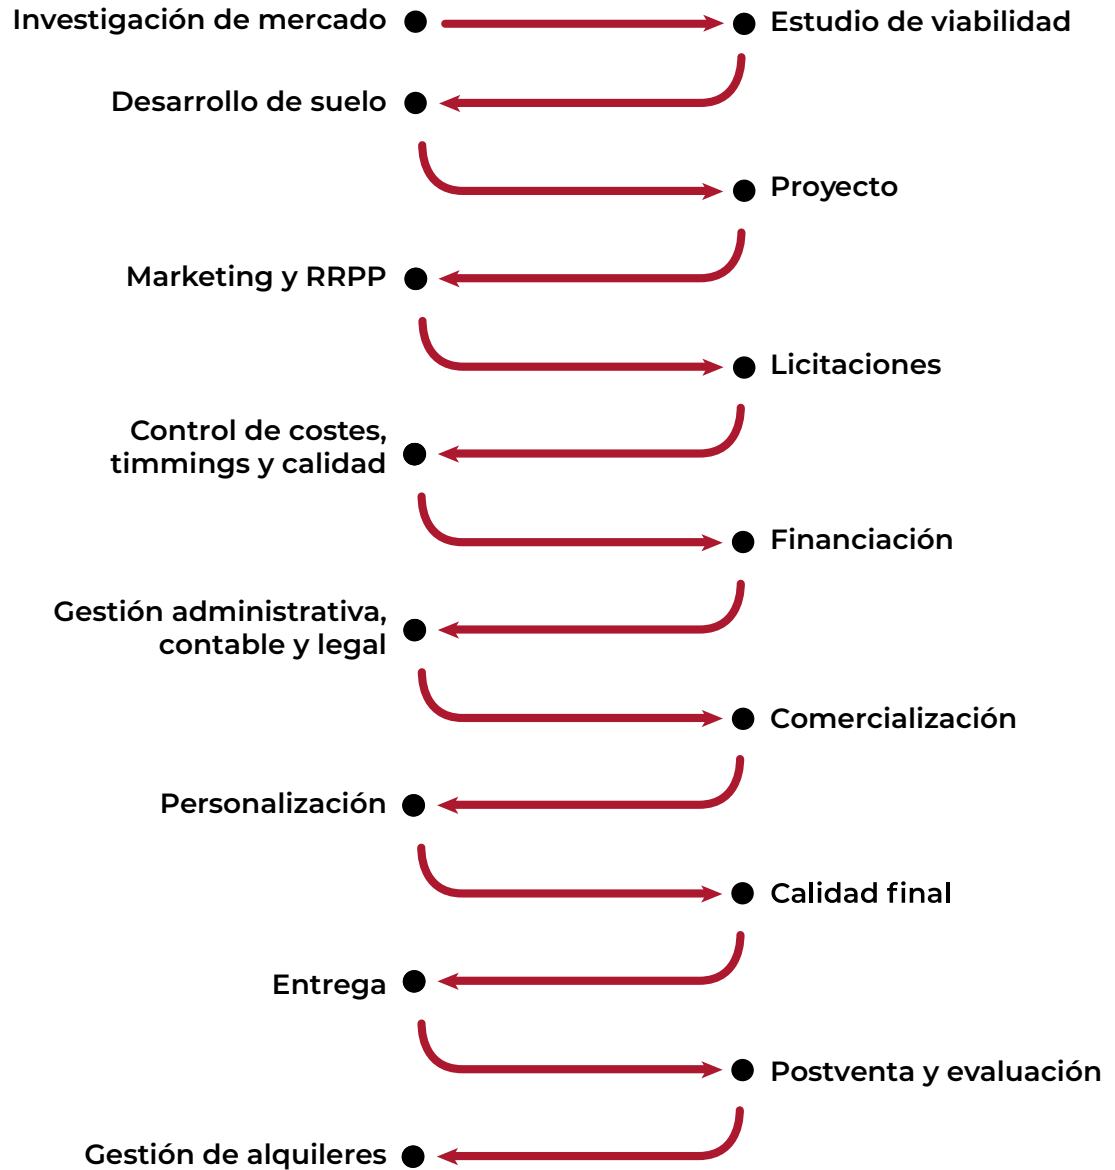 Investigación de mercado
Estudio de viabilidad
Desarrollo de suelo
Proyecto
Marketing y RRPP
Licitaciones
Control de costes,
timmings y calidad
Financiación
Gestión administrativa,
contable y legal
Comercialización
Personalización
Calidad final
Entrega
Postventa y evaluación
Gestión de alquileres